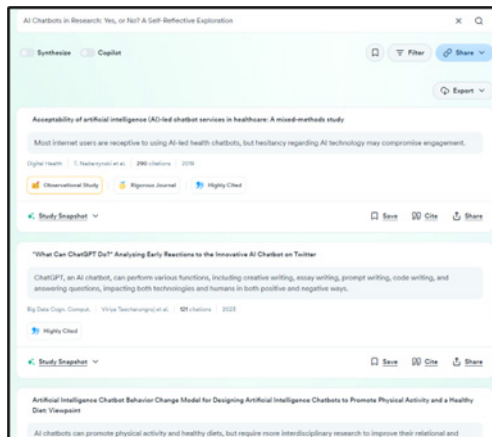 AI Chatbots in Research: Yes, or No? A Self-Reflective Exploration
Synthesize Copilot Filter Share
Export
Acceptability of artificial intelligence (AI)-led chatbot services in healthcare: A mixed-methods study
Most internet users are receptive to using AI-led health chatbots, but hesitancy regarding AI technology may compromise engagement.
Digital Health T. Nadarzynski et al. 290 citations 2019
Observational Study Rigorous Journal Highly Cited
Study Snapshot Save Cite Share
"What Can ChatGPT Do?" Analyzing Early Reactions to the Innovative AI Chatbot on Twitter
ChatGPT, an AI chatbot, can perform various functions, including creative writing, essay writing, prompt writing, code writing, and
answering questions, impacting both technologies and humans in both positive and negative ways.
Big Data Cogn. Comput. Viriya Taecharungroj et al. 121 citations 2023
Highly Cited
Study Snapshot Save Cite Share
Artificial Intelligence Chatbot Behavior Change Model for Designing Artificial Intelligence Chatbots to Promote Physical Activity and a Healthy
Diet: Viewpoint
AI chatbots can promote physical activity and healthy diets, but require more interdisciplinary research to improve their relational and